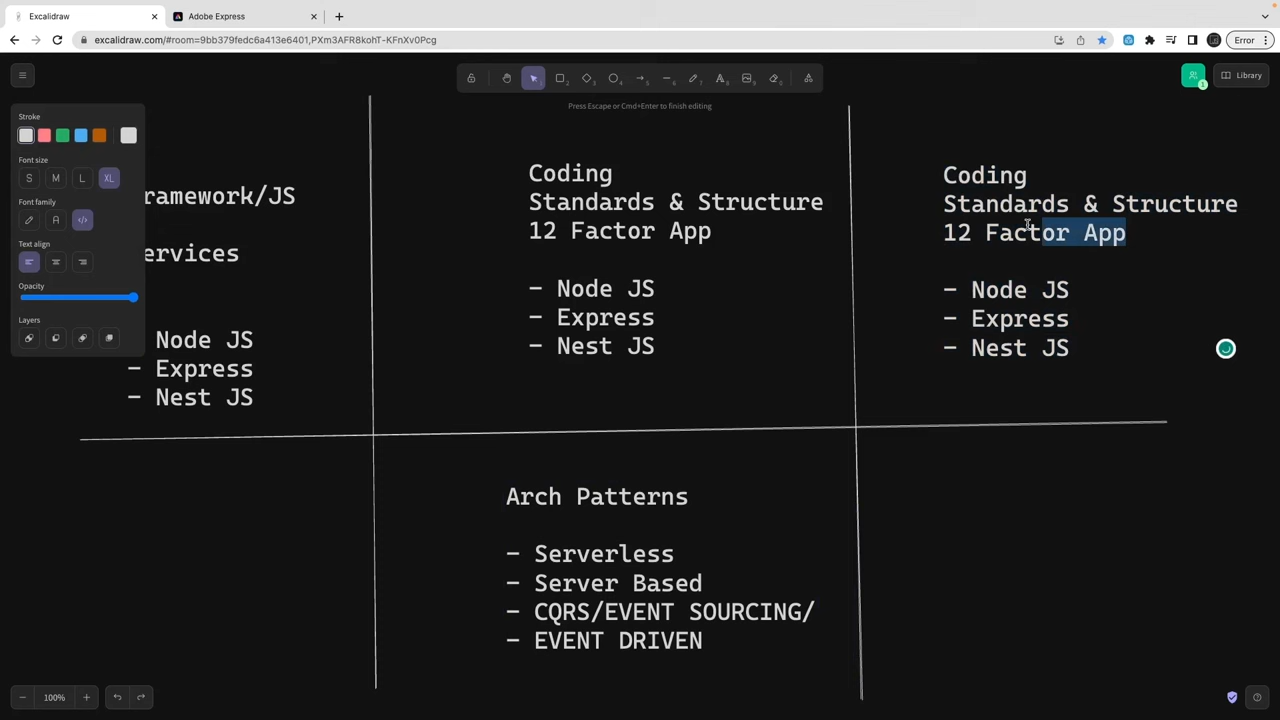 Excalidraw
Adobe Express
excalidraw.com/#room=9bb379fedc6a413e6401,PXm3AFR8kohT-KFnXv0Pcg
Error
Library
Press Escape or Cmd+Enter to finish editing
Stroke
Font size
S M L XL
Font family
Text align
Opacity
Layers
ramework/JS
ervices
Node JS
- Express
- Nest JS
Coding
Standards & Structure
12 Factor App
- Node JS
- Express
- Nest JS
Coding
Standards & Structure
12 Factor App
- Node JS
- Express
- Nest JS
Arch Patterns
- Serverless
- Server Based
- CQRS/EVENT SOURCING/
- EVENT DRIVEN
100%